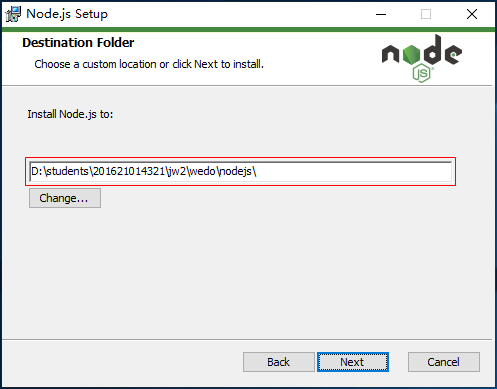 Node.js Setup
Destination Folder
Choose a custom location or click Next to install.
node
JS
Install Node.js to:
D:\students\201621014321\jw2\wedo\nodejs\
Change...
Back
Next
Cancel